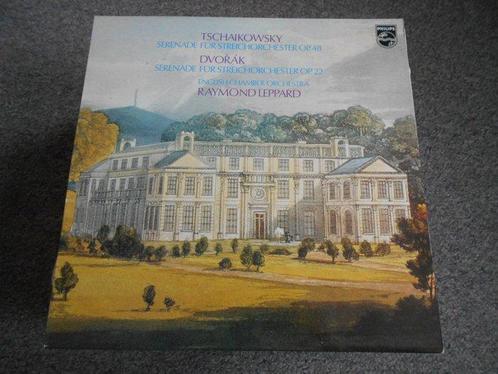 TSCHAIKOWSKY
SERENADE FÜR STREICHORCHESTER OP. 48
DVOŘÁK
SERENADE FÜR STREICHORCHESTER OP. 22
ENGLISH CHAMBER ORCHESTRA
RAYMOND LEPPARD
PHILIPS